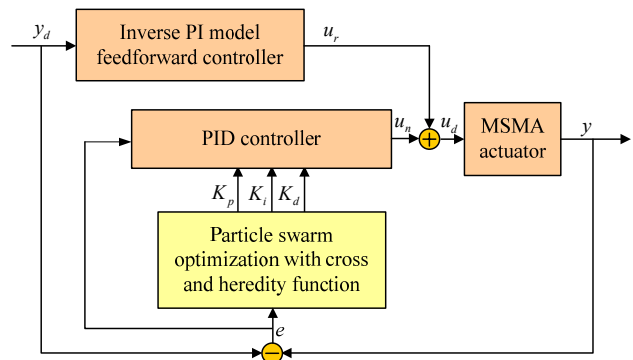 y_d
Inverse PI model
feedforward controller
u_r
PID controller
u_n
+
u_d
MSMA
actuator
y
K_p
K_i
K_d
Particle swarm
optimization with cross
and heredity function
e
−